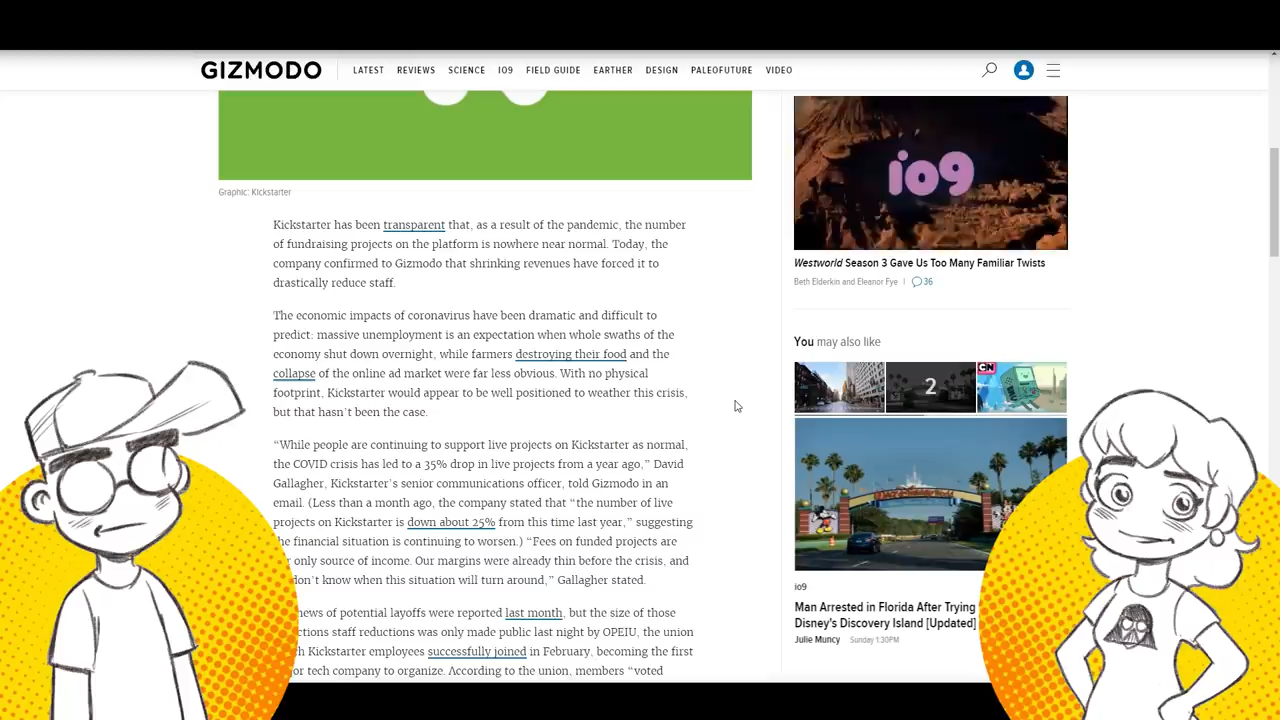 GIZMODO
LATEST REVIEWS SCIENCE IO9 FIELD GUIDE EARTHER DESIGN PALEOFUTURE VIDEO
Graphic: Kickstarter
Kickstarter has been transparent that, as a result of the pandemic, the number
of fundraising projects on the platform is nowhere near normal. Today, the
company confirmed to Gizmodo that shrinking revenues have forced it to
drastically reduce staff.
The economic impacts of coronavirus have been dramatic and difficult to
predict: massive unemployment is an expectation when whole swaths of the
economy shut down overnight, while farmers destroying their food and the
collapse of the online ad market were far less obvious. With no physical
footprint, Kickstarter would appear to be well positioned to weather this crisis,
but that hasn't been the case.
“While people are continuing to support live projects on Kickstarter as normal,
the COVID crisis has led to a 35% drop in live projects from a year ago,” David
Gallagher, Kickstarter's senior communications officer, told Gizmodo in an
email. (Less than a month ago, the company stated that “the number of live
projects on Kickstarter is down about 25% from this time last year,” suggesting
financial situation is continuing to worsen.) “Fees on funded projects are
only source of income. Our margins were already thin before the crisis, and
don't know when this situation will turn around,” Gallagher stated.
news of potential layoffs were reported last month, but the size of those
staff reductions was only made public last night by OPEIU, the union
Kickstarter employees successfully joined in February, becoming the first
tech company to organize. According to the union, members “voted
io9
Westworld Season 3 Gave Us Too Many Familiar Twists
Beth Elderkin and Eleanor Fye | 36
You may also like
2
CN
io9
Man Arrested in Florida After Trying
Disney's Discovery Island [Updated]
Julie Muncy Sunday 1:30PM